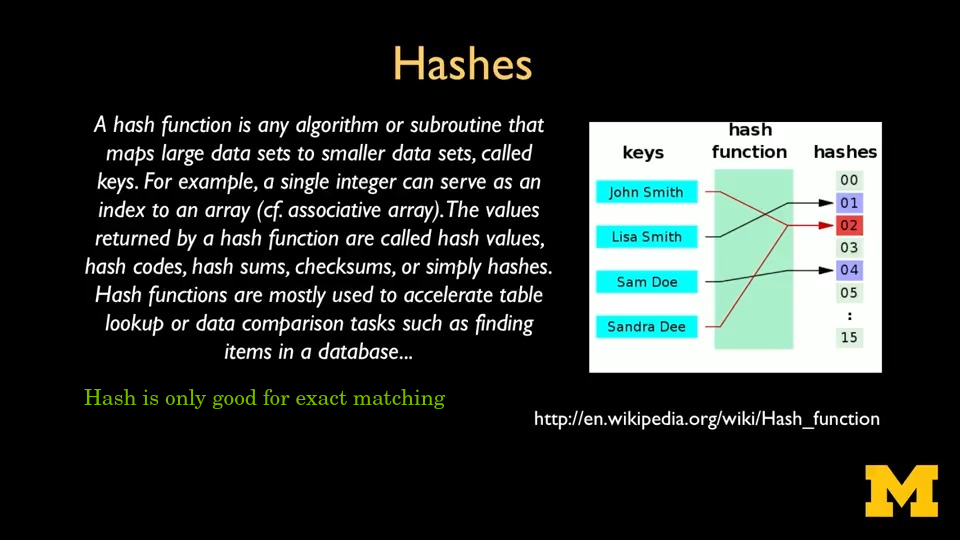 Hashes
A hash function is any algorithm or subroutine that
maps large data sets to smaller data sets, called
keys. For example, a single integer can serve as an
index to an array (cf. associative array). The values
returned by a hash function are called hash values,
hash codes, hash sums, checksums, or simply hashes.
Hash functions are mostly used to accelerate table
lookup or data comparison tasks such as finding
items in a database...
Hash is only good for exact matching
keys
hash
function
hashes
John Smith
Lisa Smith
Sam Doe
Sandra Dee
00
01
02
03
04
05
:
15
http://en.wikipedia.org/wiki/Hash_function
M